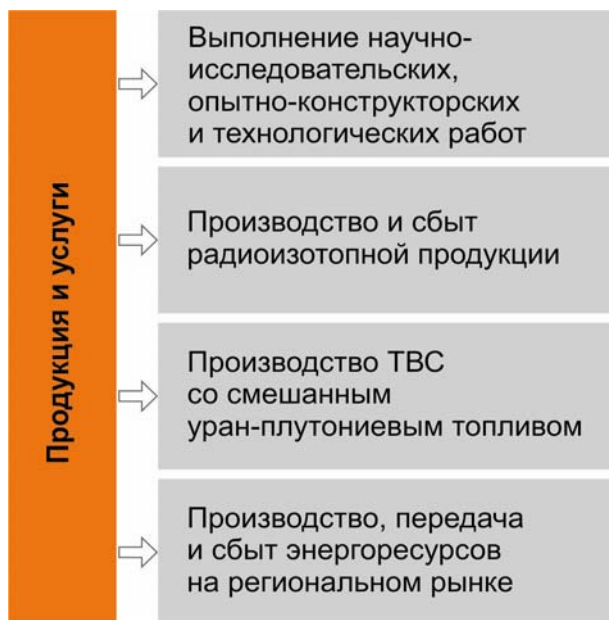 Продукция и услуги
Выполнение научно-
исследовательских,
опытно-конструкторских
и технологических работ
Производство и сбыт
радиоизотопной продукции
Производство ТВС
со смешанным
уран-плутониевым топливом
Производство, передача
и сбыт энергоресурсов
на региональном рынке